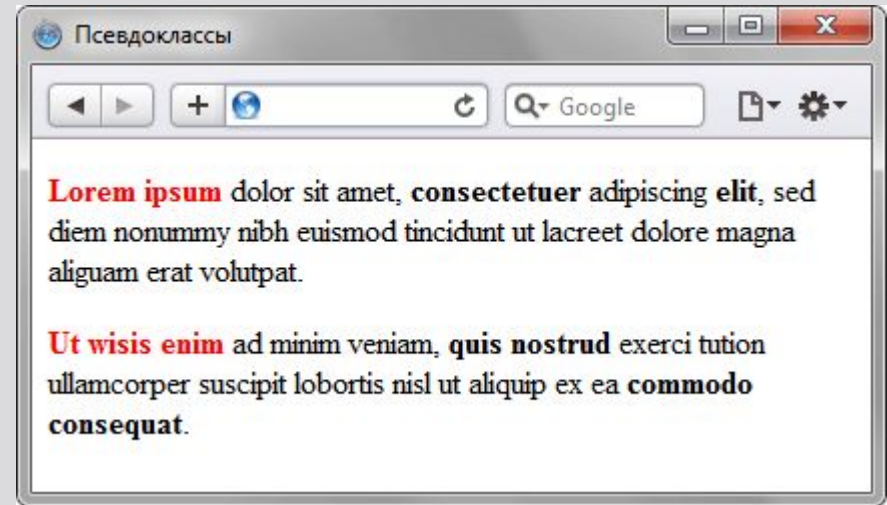 Псевдоклассы
Google
Lorem ipsum dolor sit amet, consectetuer adipiscing elit, sed
diem nonummy nibh euismod tincidunt ut lacreet dolore magna
aliguam erat volutpat.
Ut wisis enim ad minim veniam, quis nostrud exerci tution
ullamcorper suscipit lobortis nisl ut aliquip ex ea commodo
consequat.